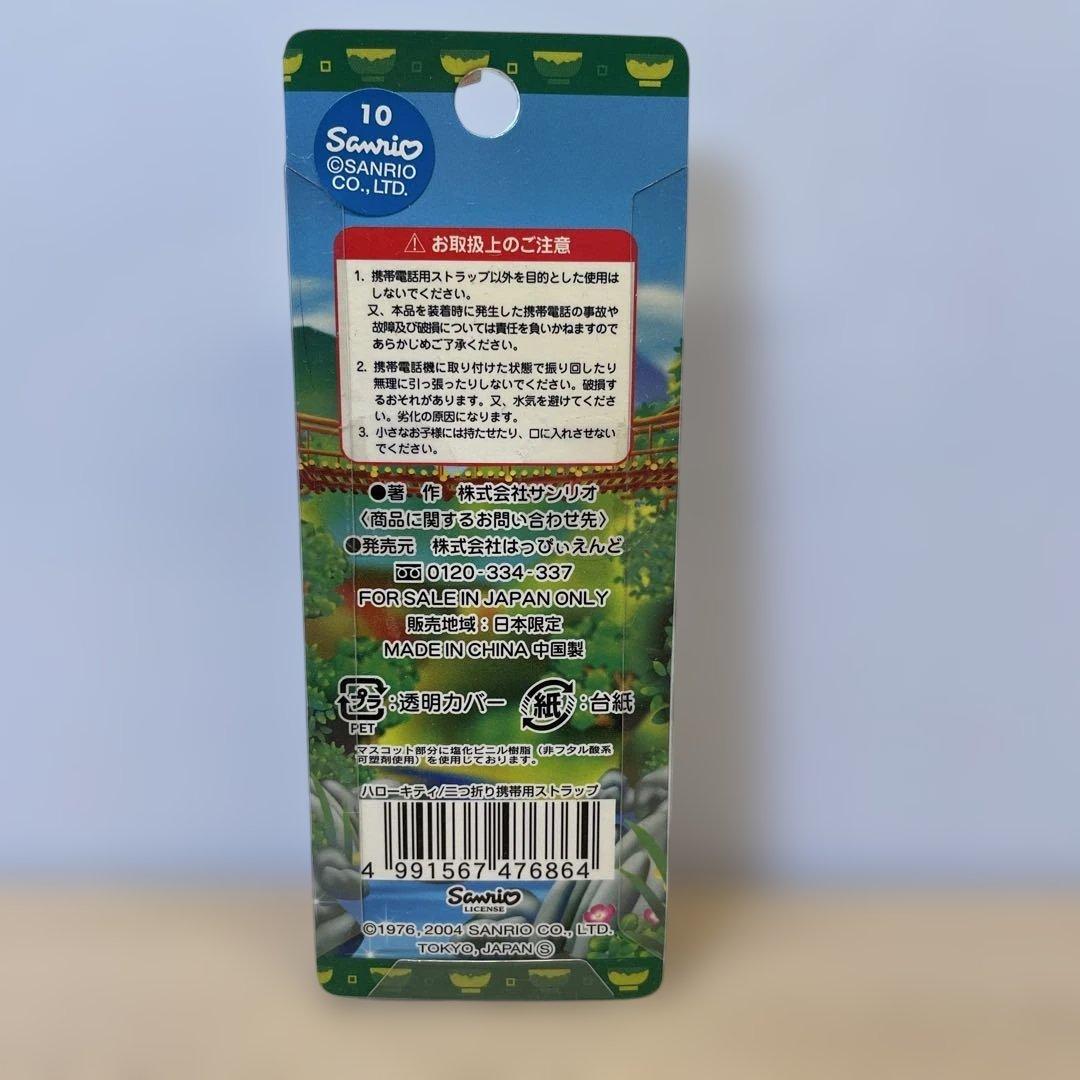 10
Sanrio
©SANRIO
CO.,LTD.
⚠ お取扱上のご注意
1. 携帯電話用ストラップ以外を目的とした使用は
しないでください。
又、本品を装着時に発生した携帯電話の事故や
故障及び破損については責任を負いかねますので
あらかじめご了承ください。
2. 携帯電話機に取り付けた状態で振り回したり
無理に引っ張ったりしないでください。破損す
るおそれがあります。又、水気を避けてくださ
い。劣化の原因になります。
3. 小さなお子様には持たせたり、口に入れさせない
でください。
●著 作 株式会社サンリオ
〈商品に関するお問い合わせ先〉
●発売元 株式会社はっぴぃえんど
0120-334-337
FOR SALE IN JAPAN ONLY
販売地域:日本限定
MADE IN CHINA 中国製
プラ:透明カバー 紙:台紙
PET
マスコット部分に塩化ビニル樹脂(非フタル酸系
可塑剤使用)を使用しております。
ハローキティ/三つ折り携帯用ストラップ
4 991567 476864
Sanrio
LICENSE
©1976,2004 SANRIO CO., LTD.
TOKYO, JAPAN Ⓢ